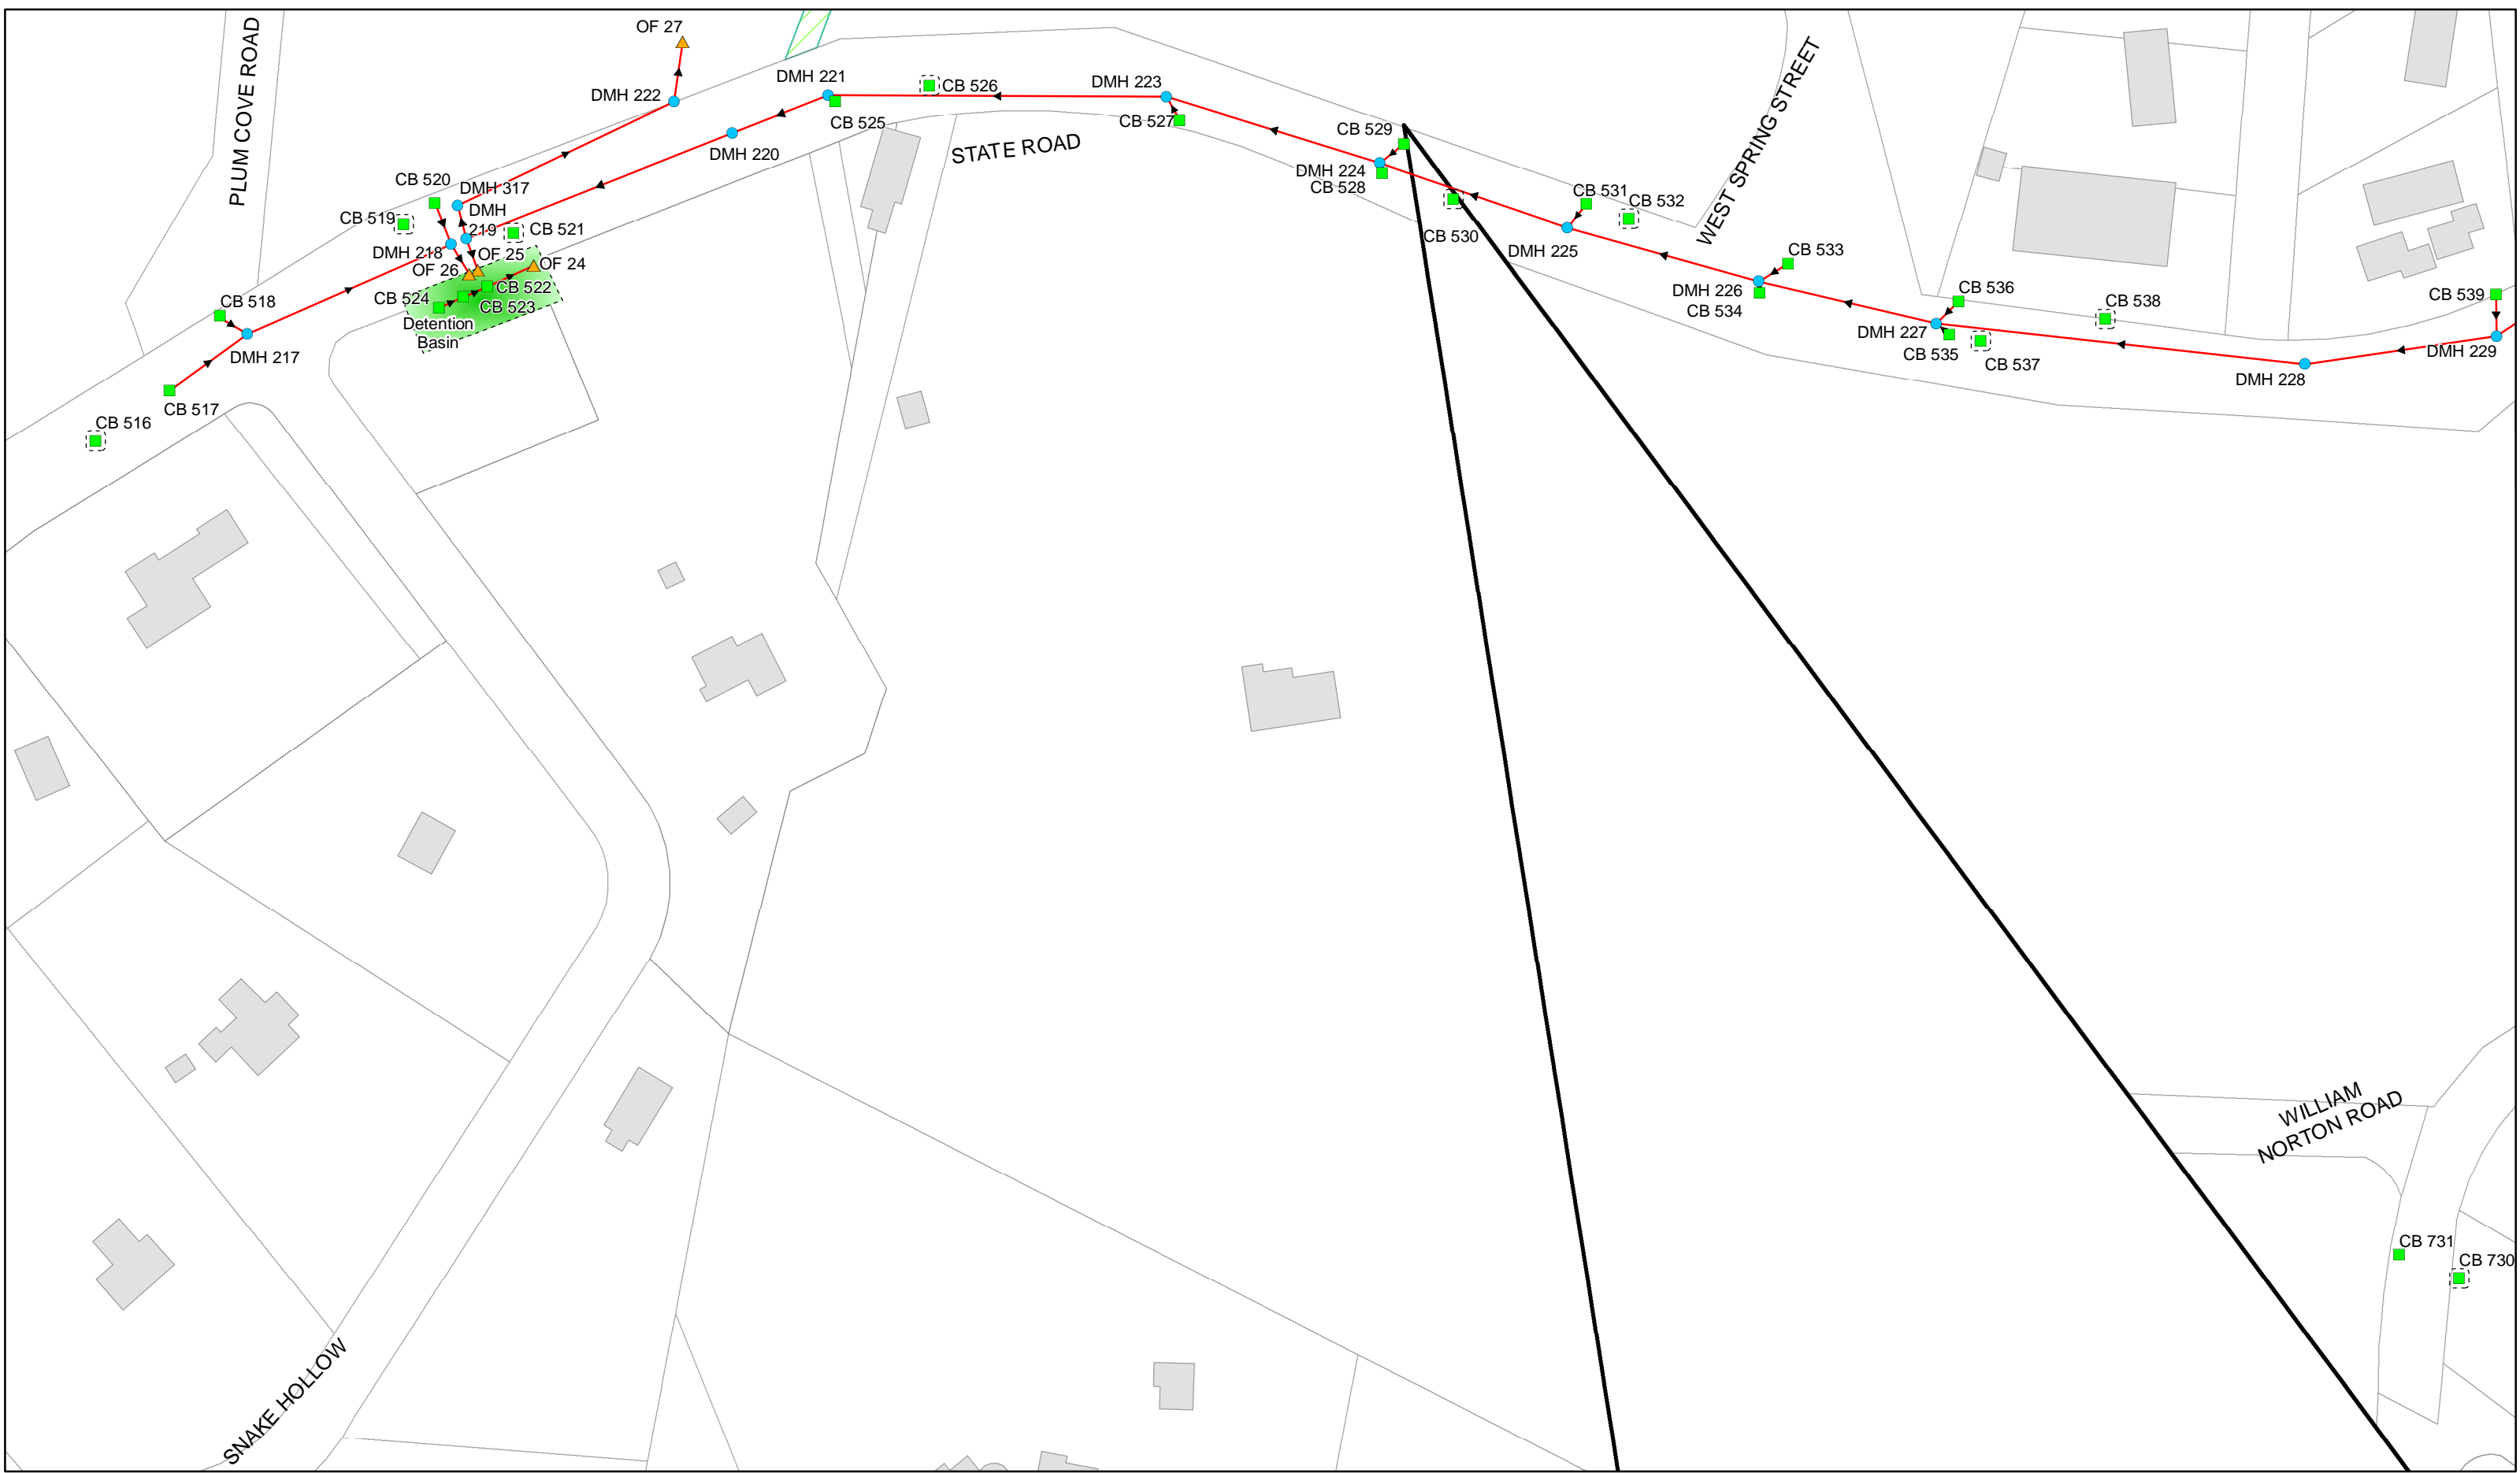 OF 27
PLUM COVE ROAD
DMH 222
DMH 221
CB 526
DMH 223
CB 525
CB 527
DMH 220
STATE ROAD
CB 529
DMH 224
CB 528
WEST SPRING STREET
CB 520
DMH 317
DMH
219
CB 519
CB 521
DMH 218
OF 25
OF 26
OF 24
CB 531
CB 532
CB 530
DMH 225
CB 533
CB 524
CB 522
CB 523
Detention
Basin
CB 518
DMH 217
CB 517
CB 516
DMH 226
CB 534
CB 536
CB 538
CB 539
DMH 227
CB 535
CB 537
DMH 229
DMH 228
WILLIAM
NORTON ROAD
CB 731
CB 730
SNAKE HOLLOW